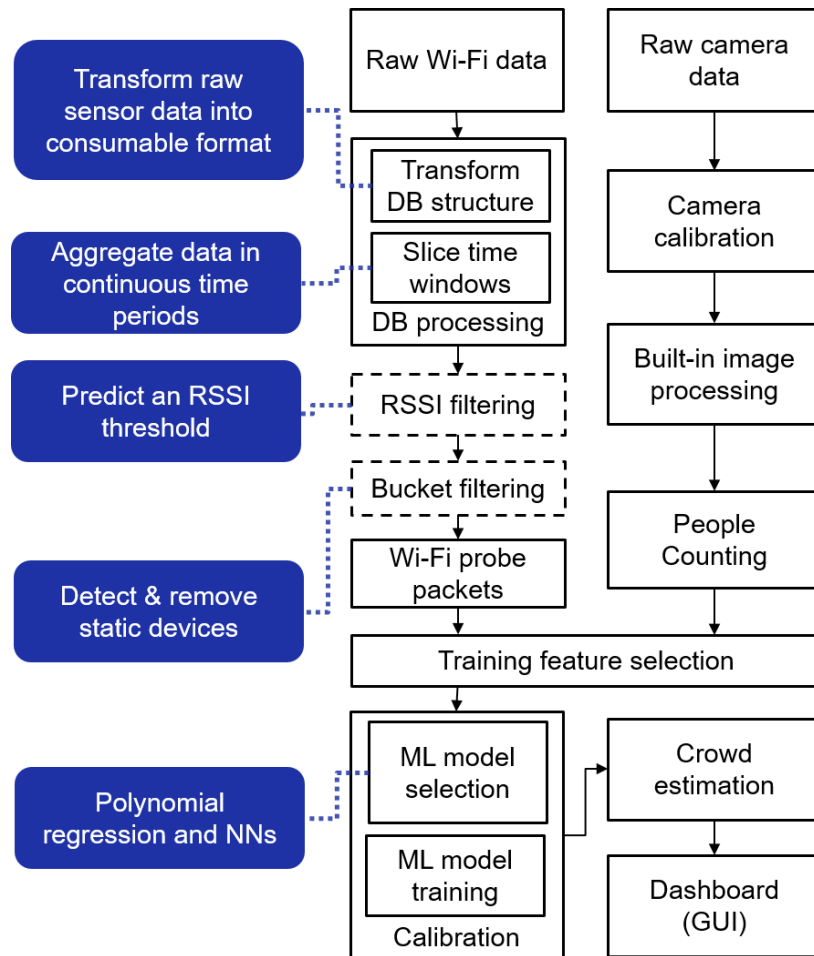 Transform raw
sensor data into
consumable format
Aggregate data in
continuous time
periods
Predict an RSSI
threshold
Detect & remove
static devices
Polynomial
regression and NNs
Raw Wi-Fi data
Transform
DB structure
Slice time
windows
DB processing
RSSI filtering
Bucket filtering
Wi-Fi probe
packets
Raw camera
data
Camera
calibration
Built-in image
processing
People
Counting
Training feature selection
ML model
selection
ML model
training
Calibration
Crowd
estimation
Dashboard
(GUI)